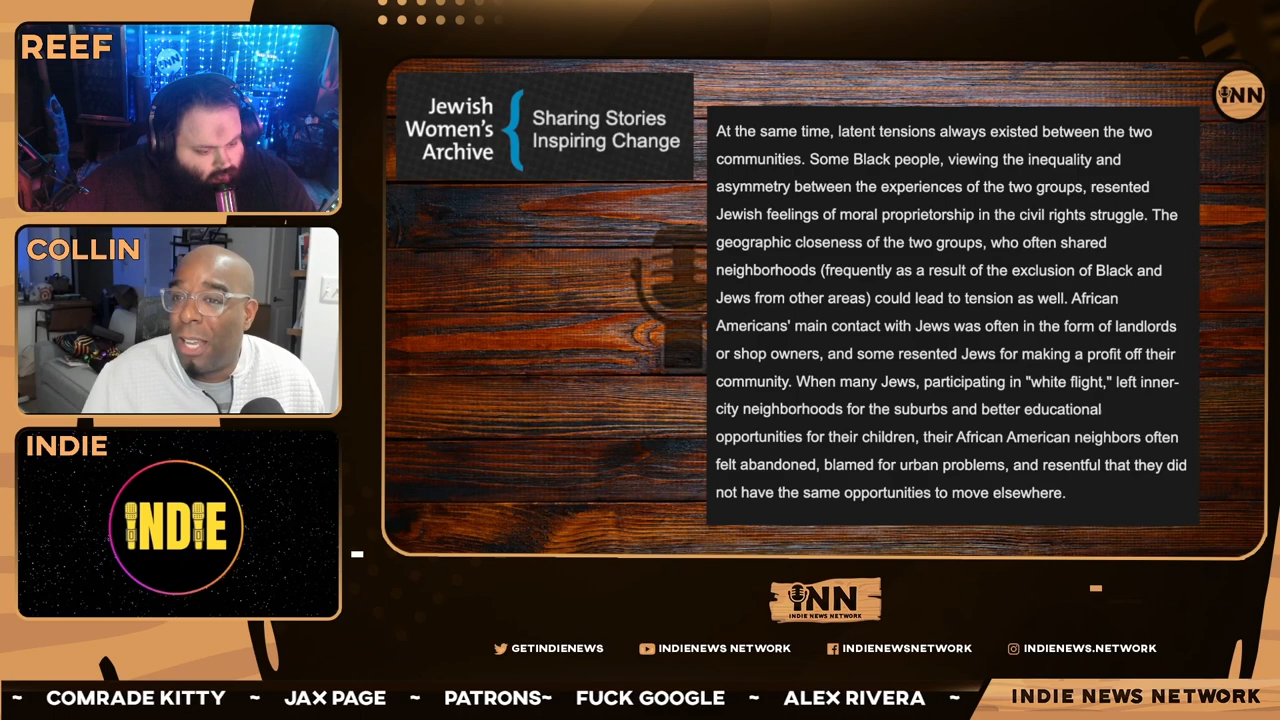 REEF
INN
COLLIN
INDIE
INDIE
Jewish
Women's
Archive
Sharing Stories
Inspiring Change
INN
At the same time, latent tensions always existed between the two
communities. Some Black people, viewing the inequality and
asymmetry between the experiences of the two groups, resented
Jewish feelings of moral proprietorship in the civil rights struggle. The
geographic closeness of the two groups, who often shared
neighborhoods (frequently as a result of the exclusion of Black and
Jews from other areas) could lead to tension as well. African
Americans' main contact with Jews was often in the form of landlords
or shop owners, and some resented Jews for making a profit off their
community. When many Jews, participating in "white flight," left inner-
city neighborhoods for the suburbs and better educational
opportunities for their children, their African American neighbors often
felt abandoned, blamed for urban problems, and resentful that they did
not have the same opportunities to move elsewhere.
INN
INDIE NEWS NETWORK
GETINDIENEWS
INDIENEWS NETWORK
INDIENEWSNETWORK
INDIENEWS.NETWORK
~ COMRADE KITTY ~ JAX PAGE ~ PATRONS~ FUCK GOOGLE ~ ALEX RIVERA ~
INDIE NEWS NETWORK